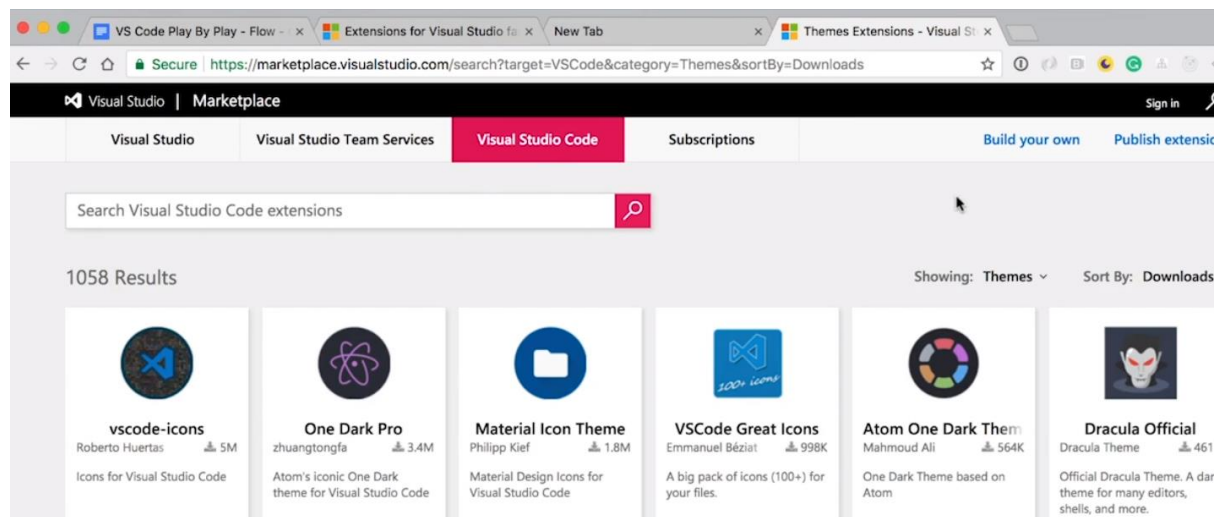 VS Code Play By Play - Flow - 
Extensions for Visual Studio fa
New Tab
Themes Extensions - Visual St
Secure https://marketplace.visualstudio.com/search?target=VSCode&category=Themes&sortBy=Downloads
Visual Studio | Marketplace
Sign in
Visual Studio
Visual Studio Team Services
Visual Studio Code
Subscriptions
Build your own
Publish extensio
Search Visual Studio Code extensions
1058 Results
Showing: Themes
Sort By: Downloads
100+ icons
vscode-icons
Roberto Huertas 5M
Icons for Visual Studio Code
One Dark Pro
zhuangtongfa 3.4M
Atom's iconic One Dark
theme for Visual Studio Code
Material Icon Theme
Philipp Kief 1.8M
Material Design Icons for
Visual Studio Code
VSCode Great Icons
Emmanuel Béziat 998K
A big pack of icons (100+) for
your files.
Atom One Dark Them
Mahmoud Ali 564K
One Dark Theme based on
Atom
Dracula Official
Dracula Theme 461
Official Dracula Theme. A dar
theme for many editors,
shells, and more.